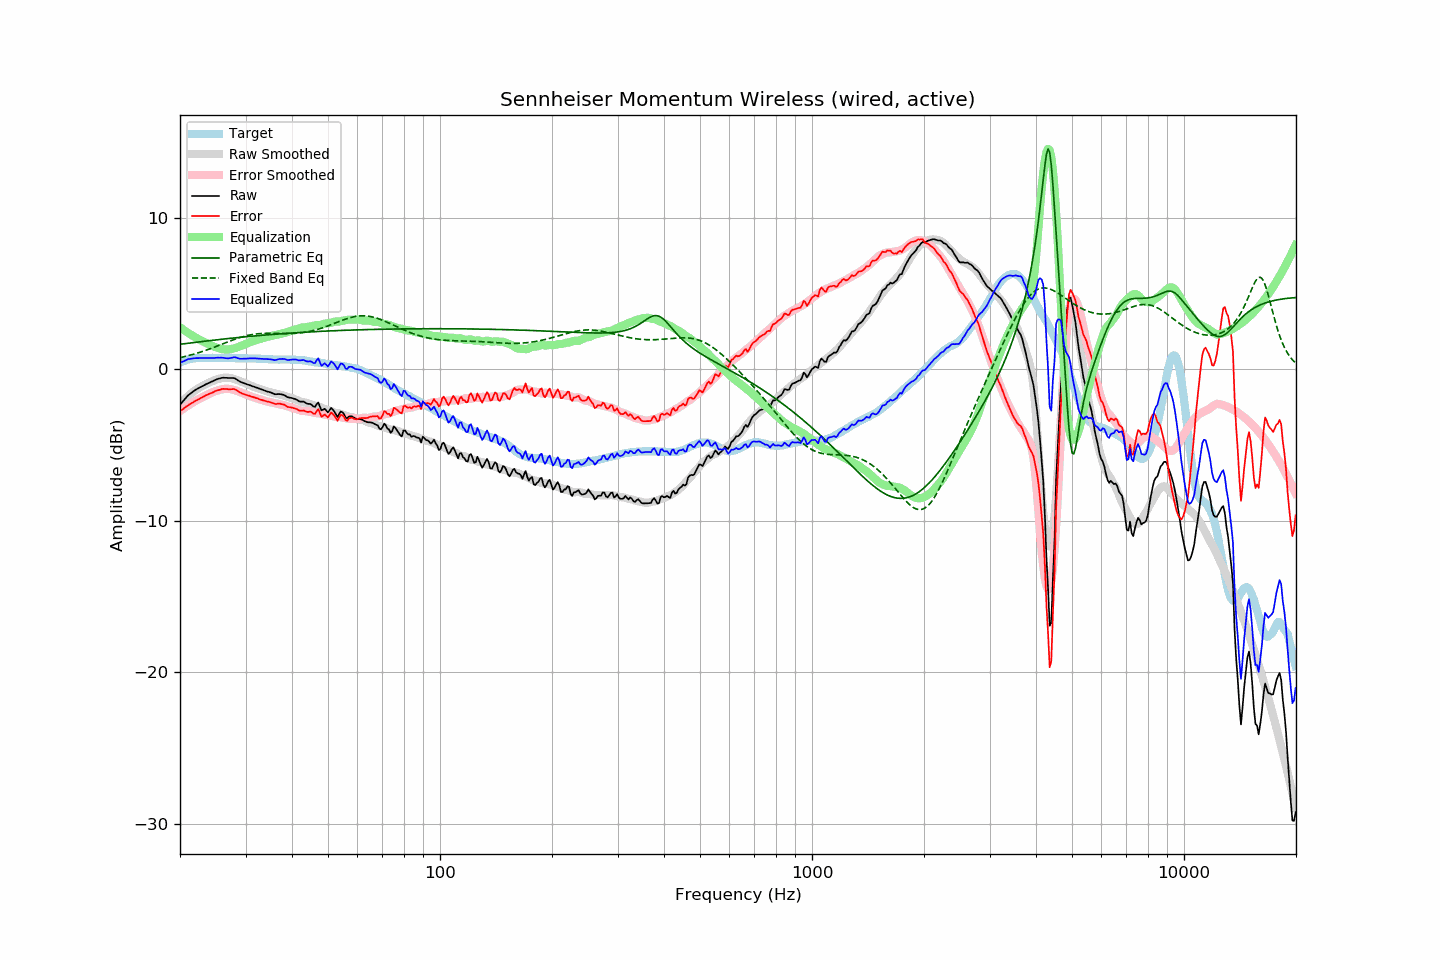 Sennheiser Momentum Wireless (wired, active)
Target
Raw Smoothed
Error Smoothed
Raw
Error
Equalization
Parametric Eq
Fixed Band Eq
Equalized
10
0
−10
−20
−30
Amplitude (dBr)
100
1000
10000
Frequency (Hz)